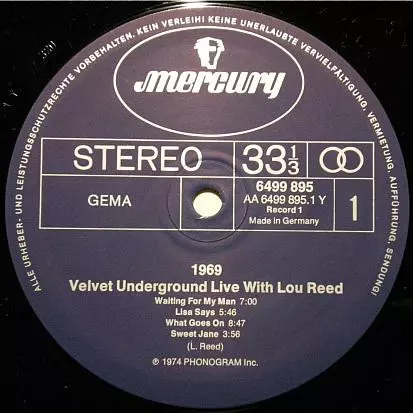 ALLE URHEBER- UND LEISTUNGSSCHUTZRECHTE VORBEHALTEN. KEIN VERLEIH! KEINE UNERLAUBTE VERVIELFÄLTIGUNG, VERMIETUNG, AUFFÜHRUNG, SENDUNG!
mercury
STEREO 33 1/3
GEMA
6499 895
AA 6499 895.1 Y
Record 1
Made in Germany
1
1969
Velvet Underground Live With Lou Reed
Waiting For My Man 7:00
Lisa Says 5:46
What Goes On 8:47
Sweet Jane 3:56
(L. Reed)
℗ 1974 PHONOGRAM Inc.